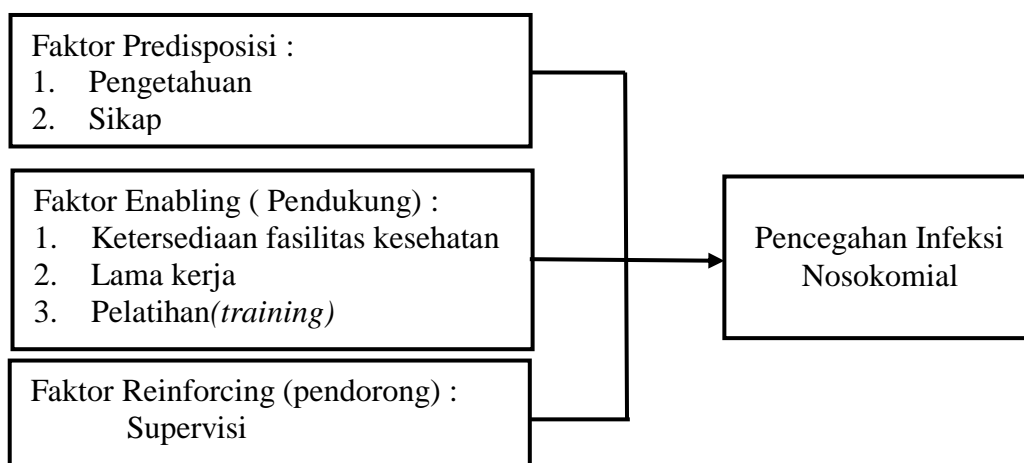 Faktor Predisposisi :
1. Pengetahuan
2. Sikap
Faktor Enabling ( Pendukung) :
1. Ketersediaan fasilitas kesehatan
2. Lama kerja
3. Pelatihan(training)
Faktor Reinforcing (pendorong) :
Supervisi
Pencegahan Infeksi
Nosokomial